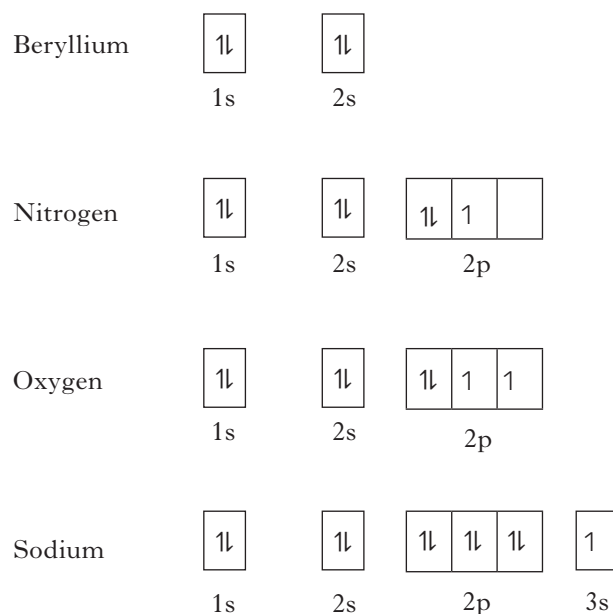 Beryllium ⥮ ⥮
1s 2s
Nitrogen ⥮ ⥮ ⥮ ↿
1s 2s 2p
Oxygen ⥮ ⥮ ⥮ ↿ ↿
1s 2s 2p
Sodium ⥮ ⥮ ⥮ ⥮ ⥮ ↿
1s 2s 2p 3s